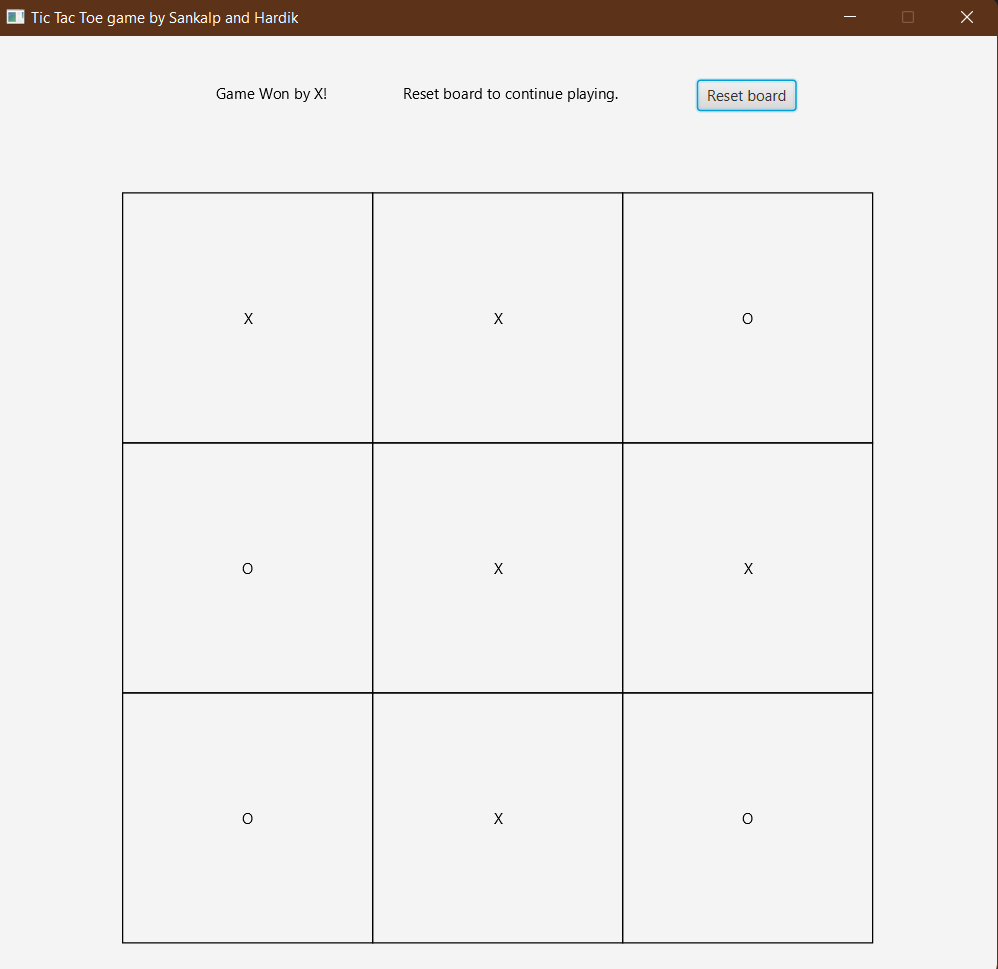 Tic Tac Toe game by Sankalp and Hardik
Game Won by X! Reset board to continue playing. Reset board
X X O
O X X
O X O